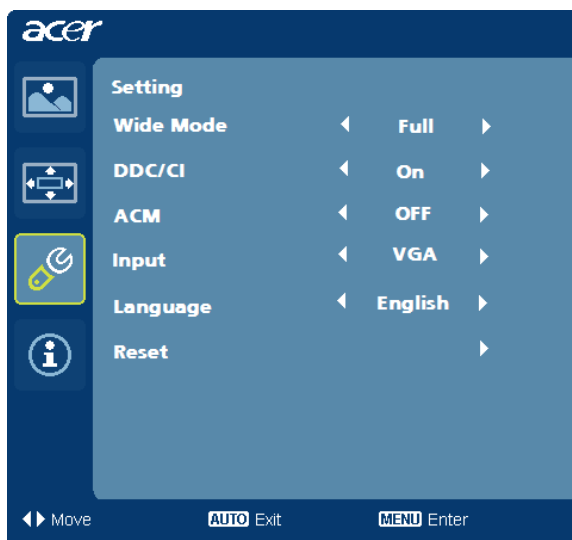 acer
Setting
Wide Mode Full
DDC/CI On
ACM OFF
Input VGA
Language English
Reset
Move AUTO Exit MENU Enter